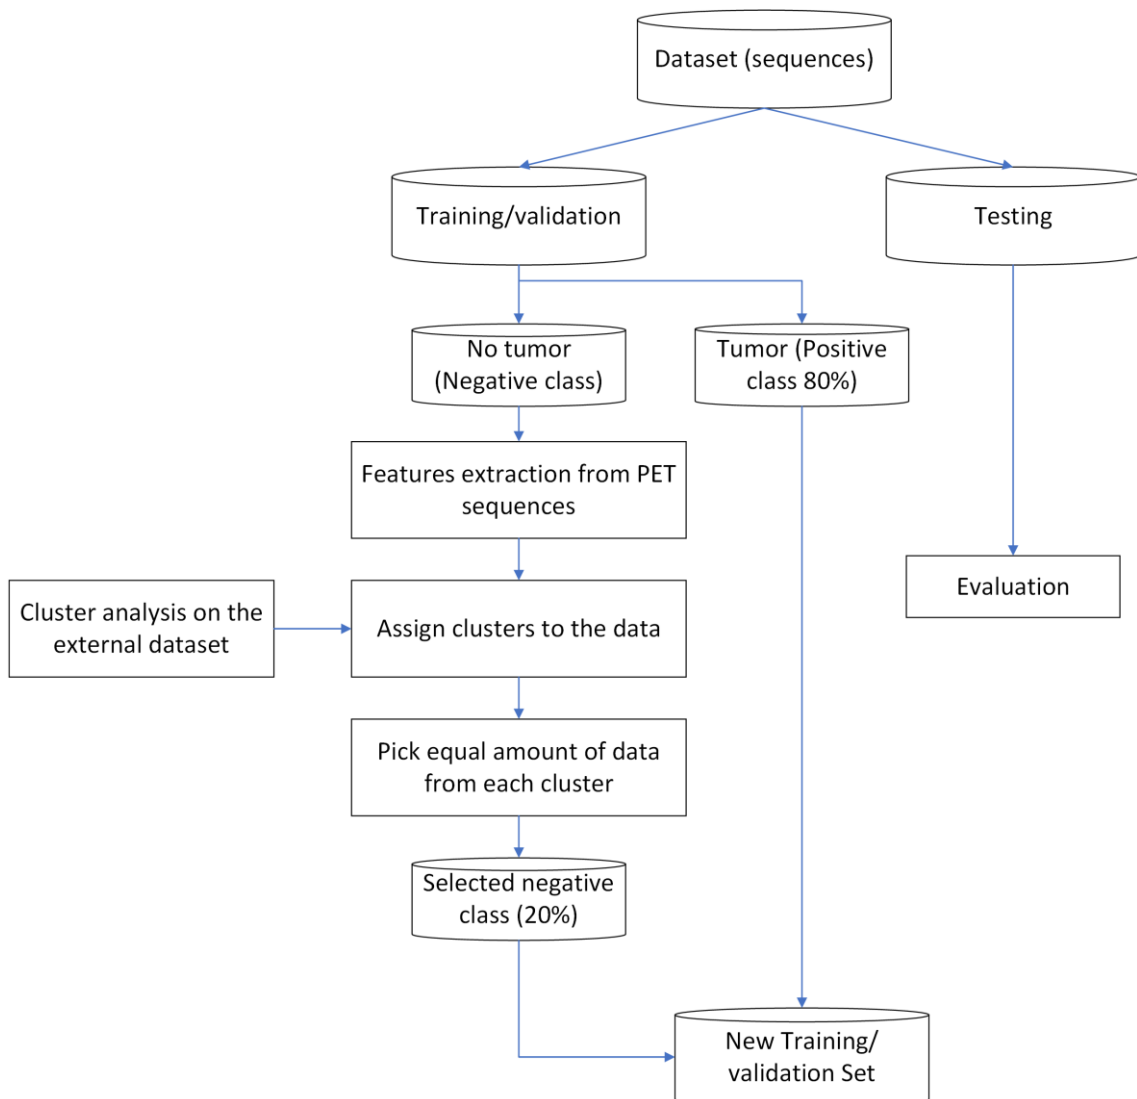 Dataset (sequences)
Training/validation
Testing
No tumor
(Negative class)
Tumor (Positive
class 80%)
Features extraction from PET
sequences
Cluster analysis on the
external dataset
Assign clusters to the data
Evaluation
Pick equal amount of data
from each cluster
Selected negative
class (20%)
New Training/
validation Set